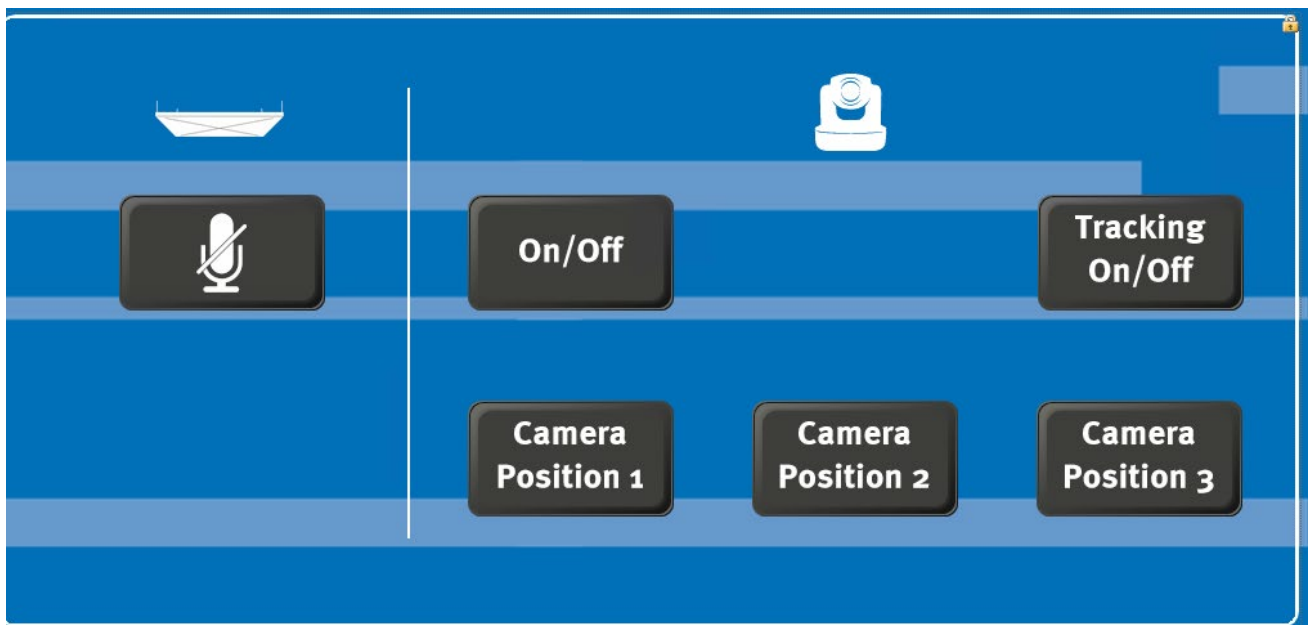 On/Off
Tracking
On/Off
Camera
Position 1
Camera
Position 2
Camera
Position 3